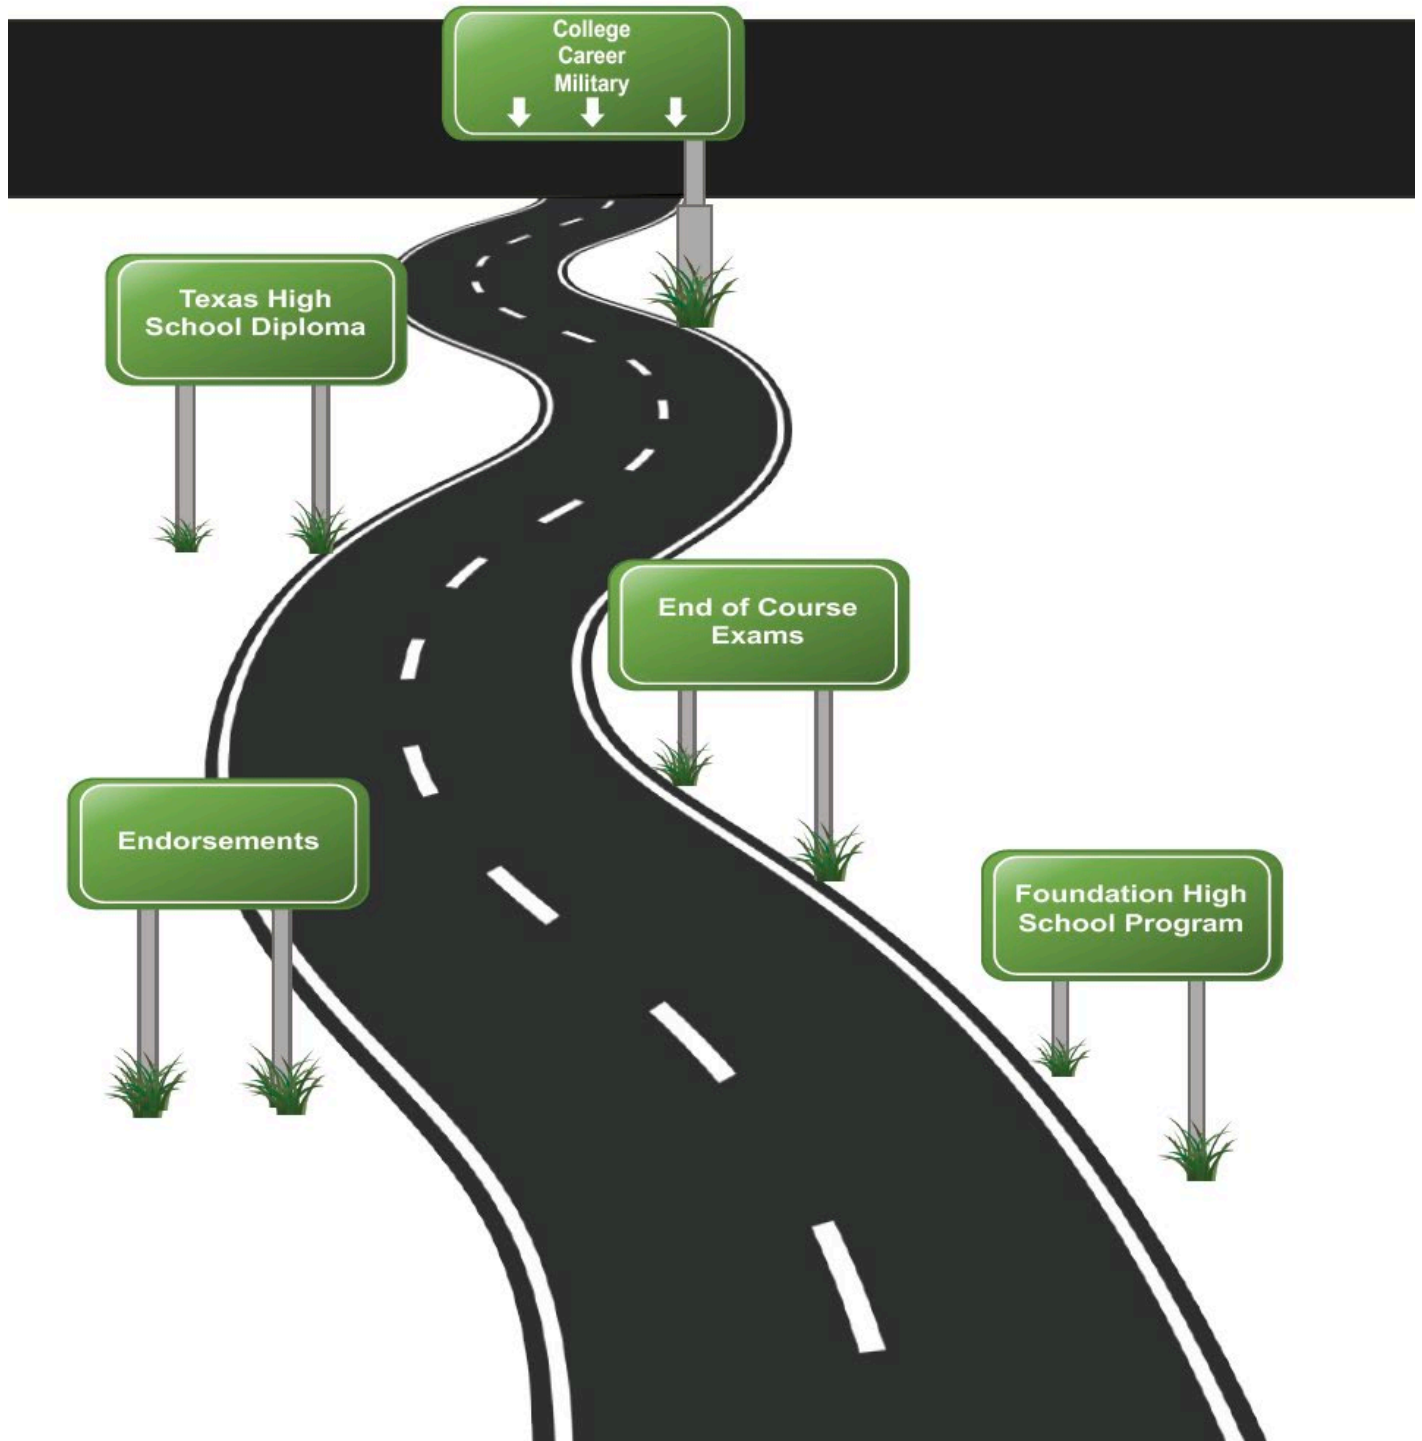 College
Career
Military
Texas High
School Diploma
End of Course
Exams
Endorsements
Foundation High
School Program